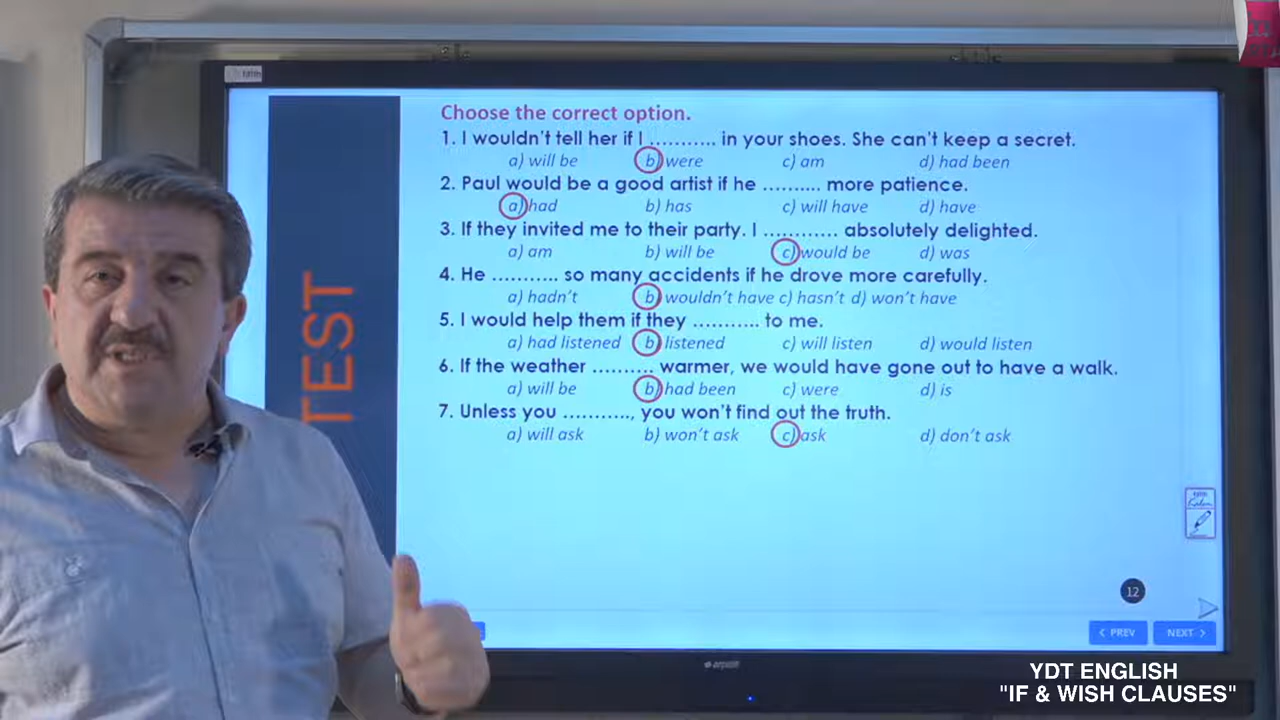 Choose the correct option.
1. I wouldn't tell her if I ........... in your shoes. She can't keep a secret.
a) will be b) were c) am d) had been
2. Paul would be a good artist if he .......... more patience.
a) had b) has c) will have d) have
3. If they invited me to their party. I ............ absolutely delighted.
a) am b) will be c) would be d) was
4. He ........... so many accidents if he drove more carefully.
a) hadn't b) wouldn't have c) hasn't d) won't have
5. I would help them if they ........... to me.
a) had listened b) listened c) will listen d) would listen
6. If the weather .......... warmer, we would have gone out to have a walk.
a) will be b) had been c) were d) is
7. Unless you ..........., you won't find out the truth.
a) will ask b) won't ask c) ask d) don't ask
TEST
12
< PREV NEXT >
YDT ENGLISH
"IF & WISH CLAUSES"